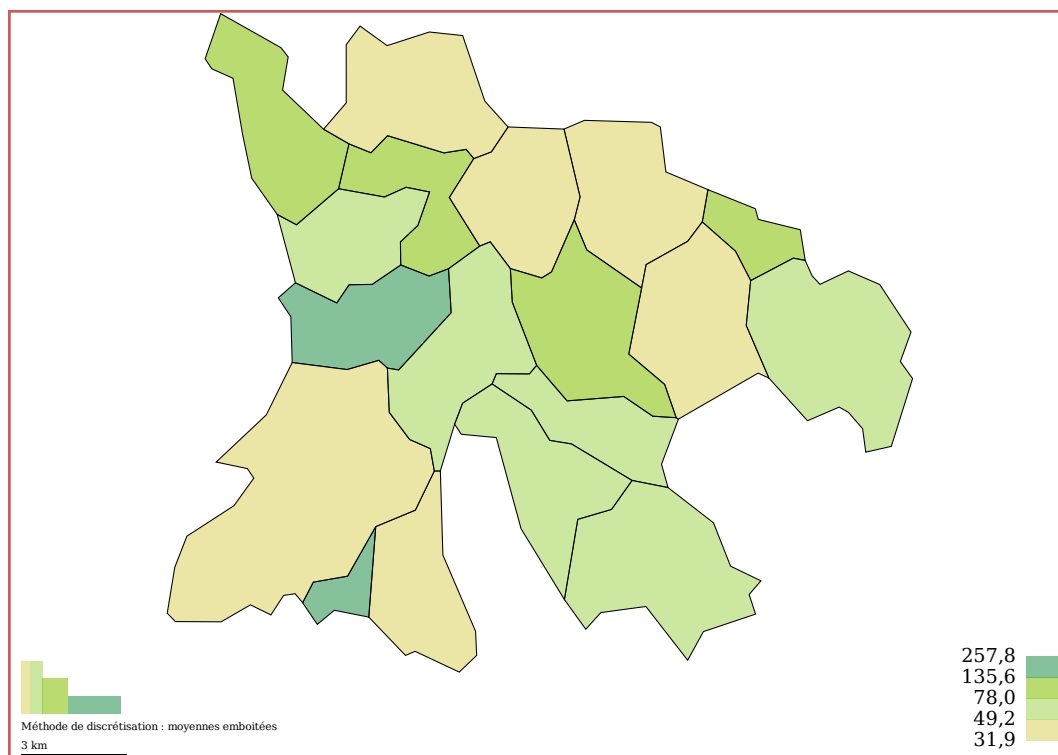 257,8
135,6
78,0
49,2
31,9
Méthode de discrétisation : moyennes emboitées
3 km